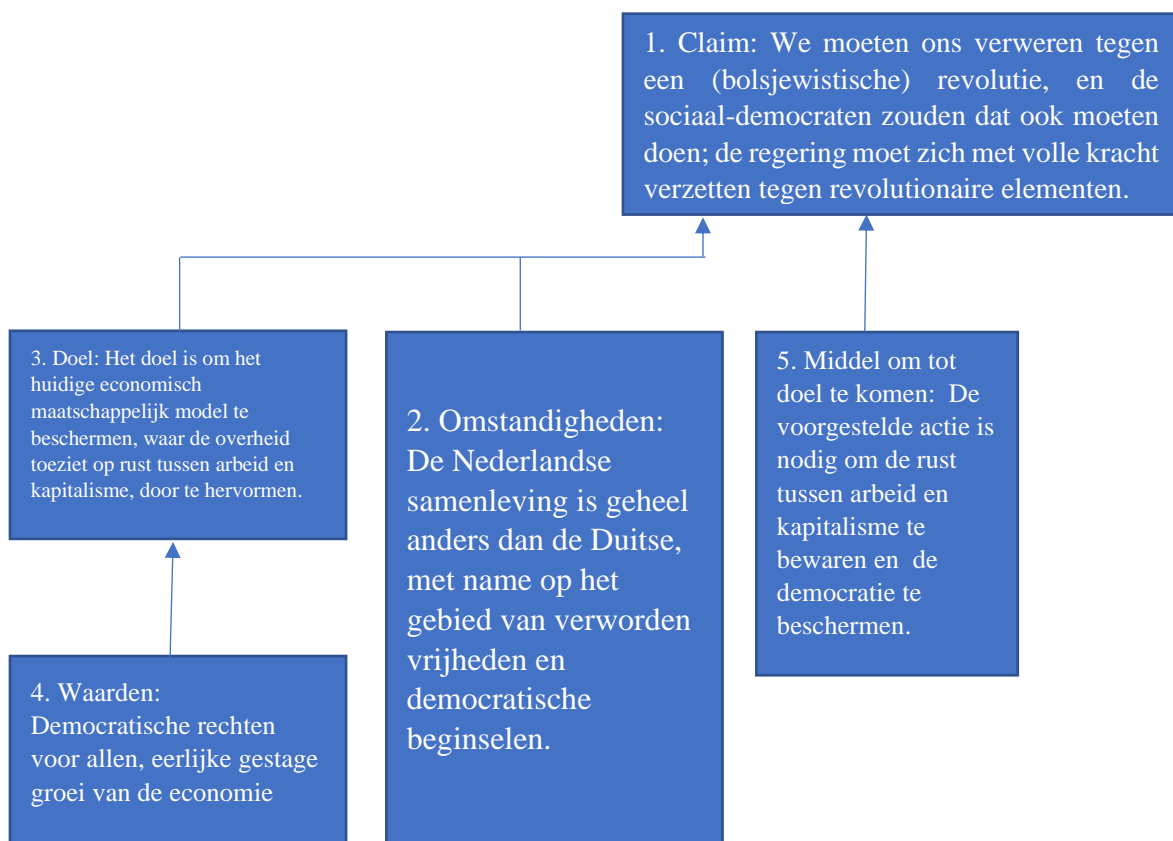 1. Claim: We moeten ons verweren tegen
een (bolsjewistische) revolutie, en de
sociaal-democraten zouden dat ook moeten
doen; de regering moet zich met volle kracht
verzetten tegen revolutionaire elementen.
3. Doel: Het doel is om het
huidige economisch
maatschappelijk model te
beschermen, waar de overheid
toeziet op rust tussen arbeid en
kapitalisme, door te hervormen.
2. Omstandigheden:
De Nederlandse
samenleving is geheel
anders dan de Duitse,
met name op het
gebied van verworden
vrijheden en
democratische
beginselen.
5. Middel om tot
doel te komen: De
voorgestelde actie is
nodig om de rust
tussen arbeid en
kapitalisme te
bewaren en de
democratie te
beschermen.
4. Waarden:
Democratische rechten
voor allen, eerlijke gestage
groei van de economie